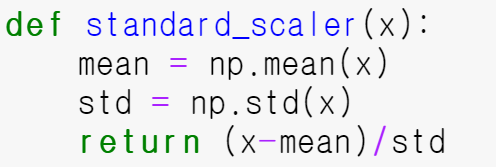 def standard_scaler(x):
    mean = np.mean(x)
    std = np.std(x)
    return (x-mean)/std